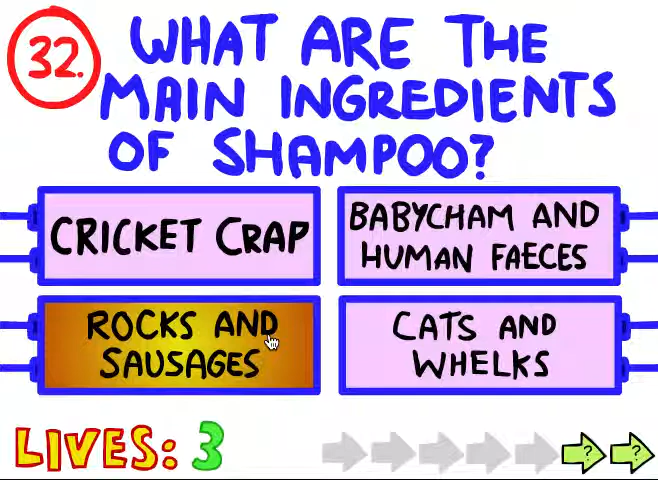 32.
WHAT ARE THE
MAIN INGREDIENTS
OF SHAMPOO?
CRICKET CRAP
BABYCHAM AND
HUMAN FAECES
ROCKS AND
SAUSAGES
CATS AND
WHELKS
LIVES: 3
? ?